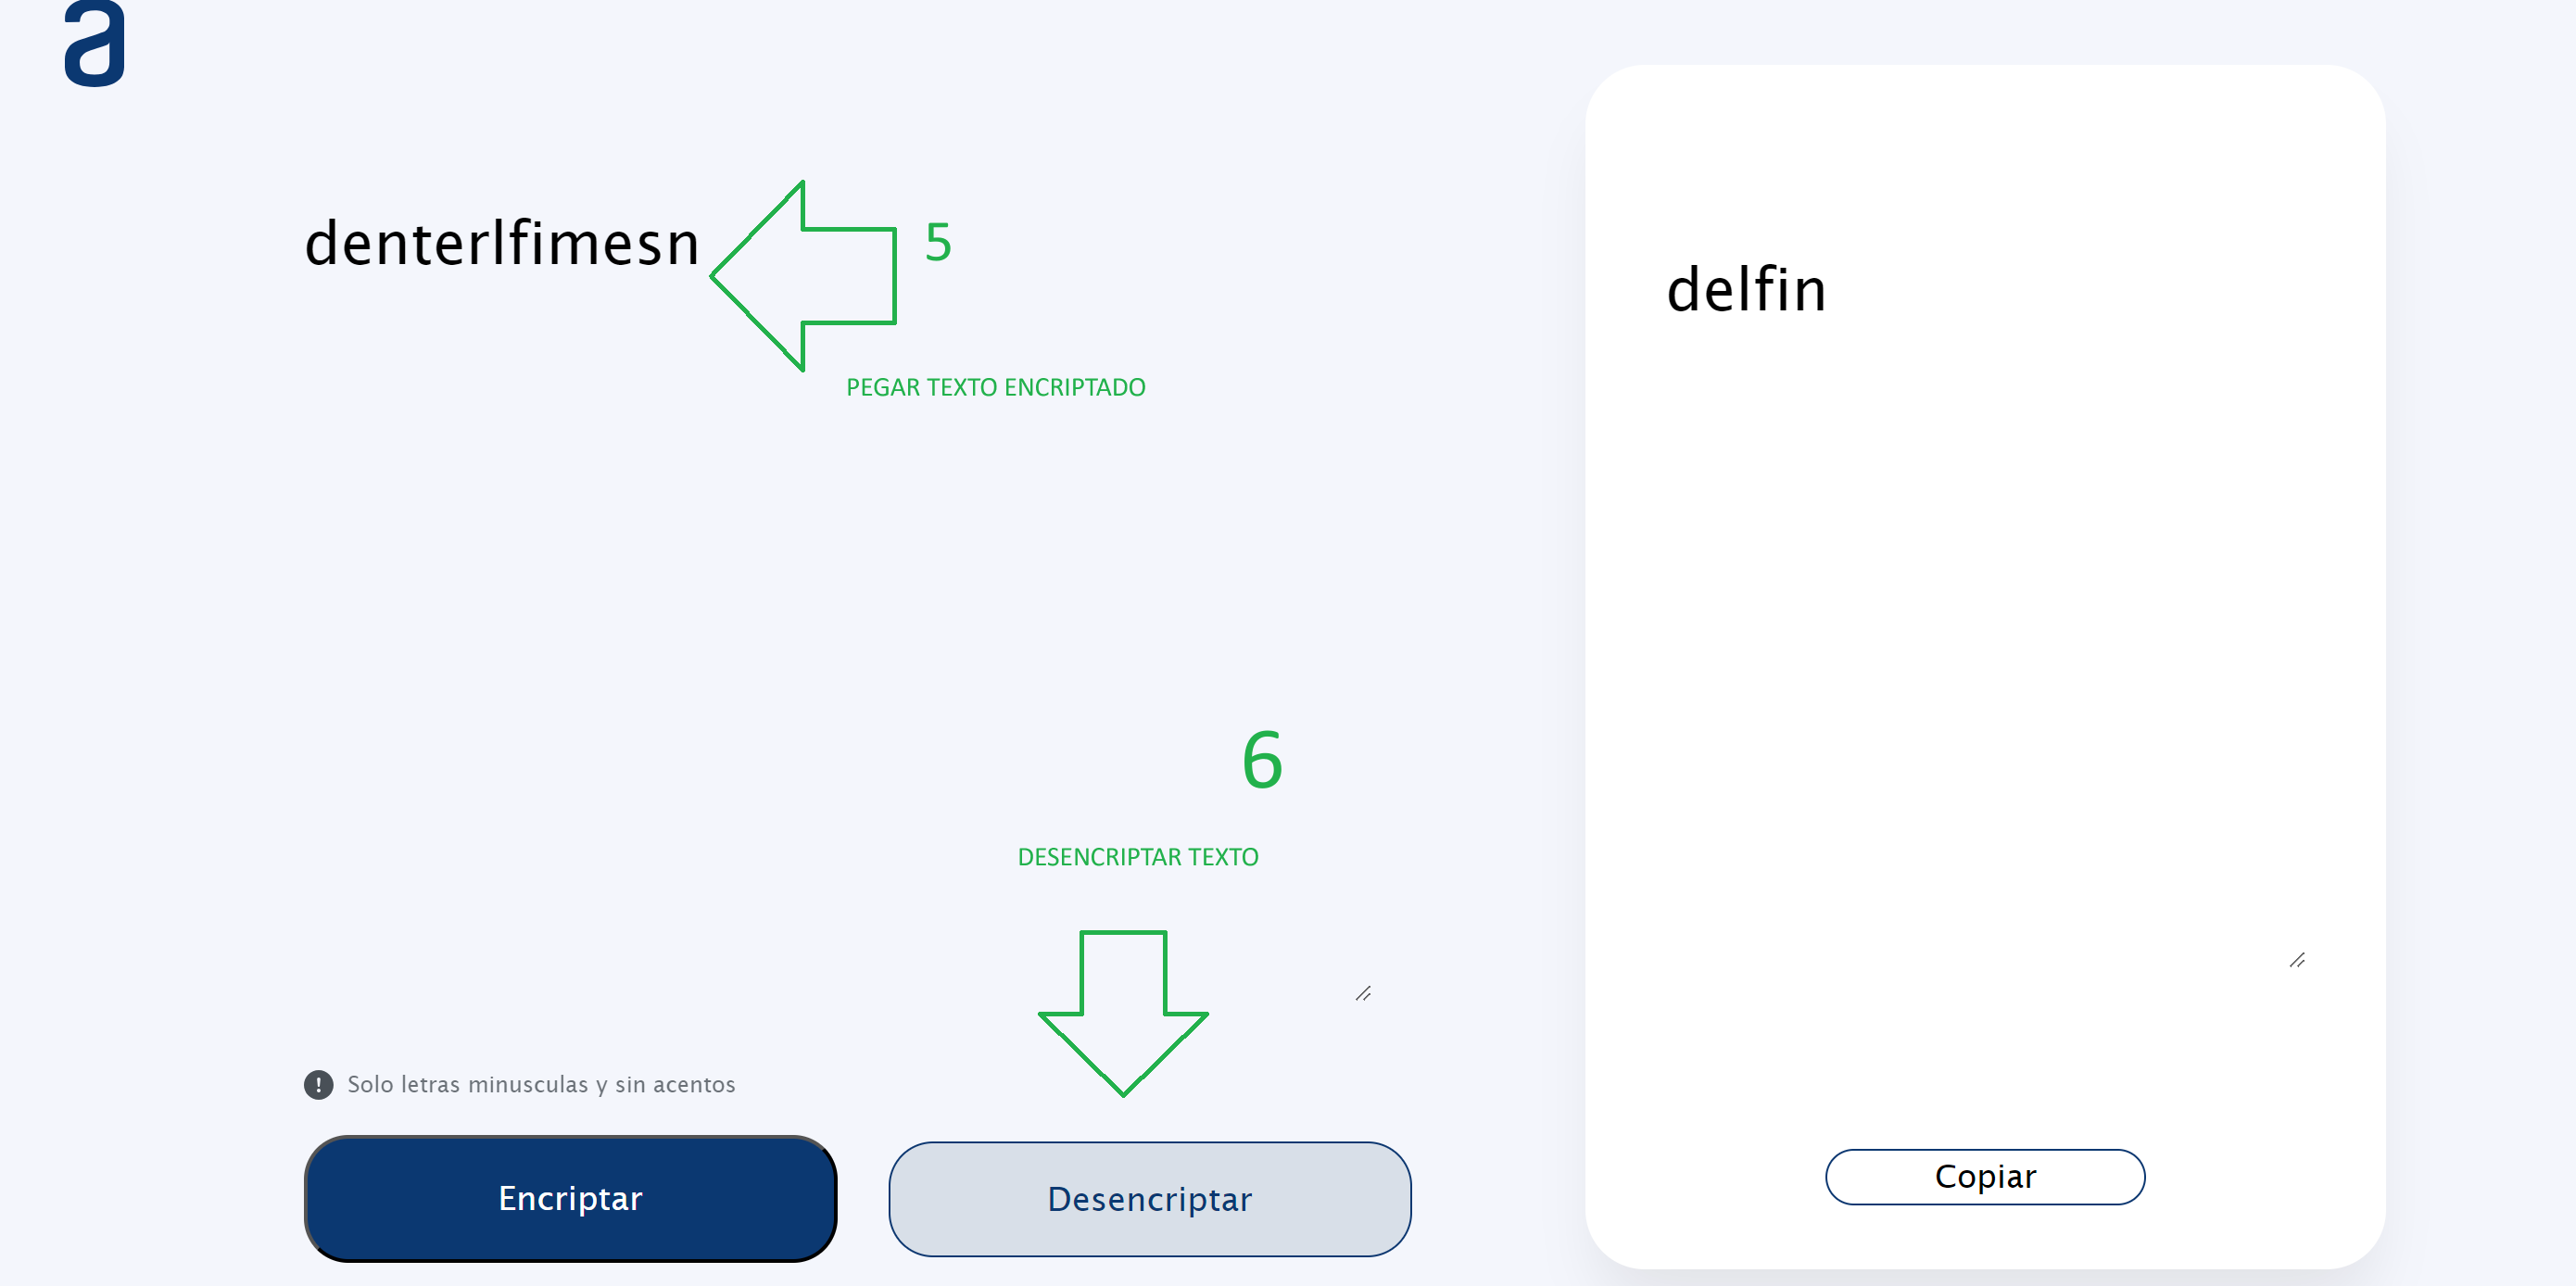 a
denterlfimesn
5
PEGAR TEXTO ENCRIPTADO
delfin
6
DESENCRIPTAR TEXTO
Solo letras minusculas y sin acentos
Encriptar
Desencriptar
Copiar